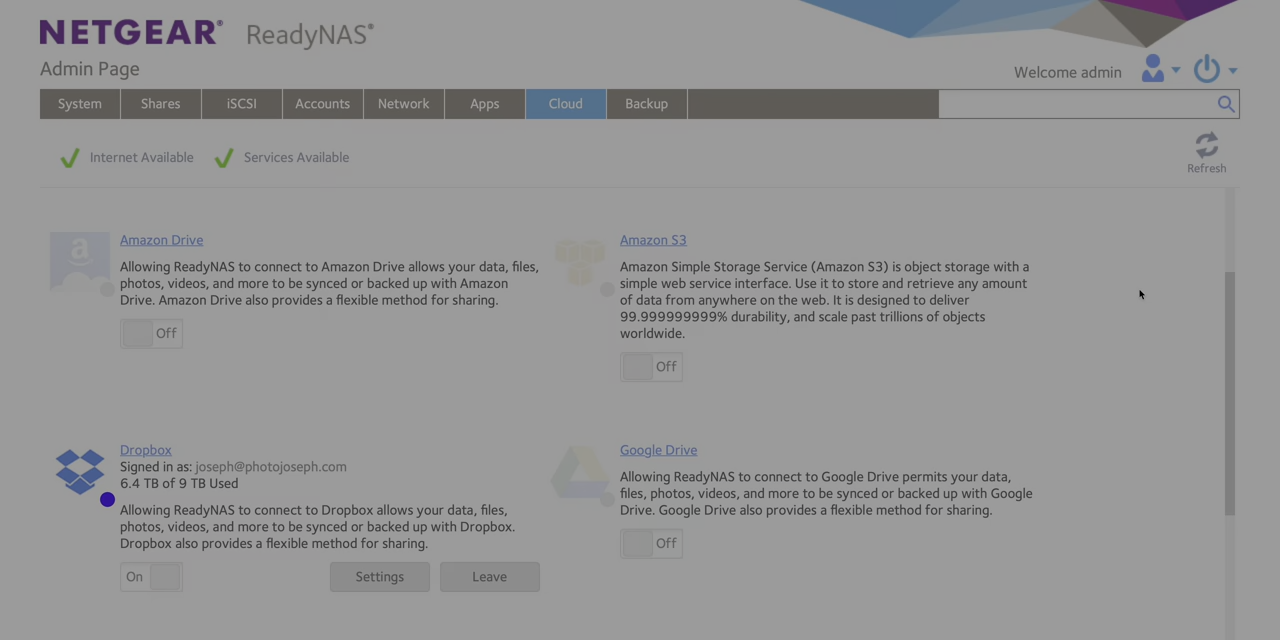 NETGEAR® ReadyNAS®
Admin Page
Welcome admin
System Shares iSCSI Accounts Network Apps Cloud Backup
Internet Available Services Available
Refresh
Amazon Drive
Allowing ReadyNAS to connect to Amazon Drive allows your data, files,
photos, videos, and more to be synced or backed up with Amazon
Drive. Amazon Drive also provides a flexible method for sharing.
Off
Amazon S3
Amazon Simple Storage Service (Amazon S3) is object storage with a
simple web service interface. Use it to store and retrieve any amount
of data from anywhere on the web. It is designed to deliver
99.999999999% durability, and scale past trillions of objects
worldwide.
Off
Dropbox
Signed in as: joseph@photojoseph.com
6.4 TB of 9 TB Used
Allowing ReadyNAS to connect to Dropbox allows your data, files,
photos, videos, and more to be synced or backed up with Dropbox.
Dropbox also provides a flexible method for sharing.
On Settings Leave
Google Drive
Allowing ReadyNAS to connect to Google Drive permits your data,
files, photos, videos, and more to be synced or backed up with Google
Drive. Google Drive also provides a flexible method for sharing.
Off